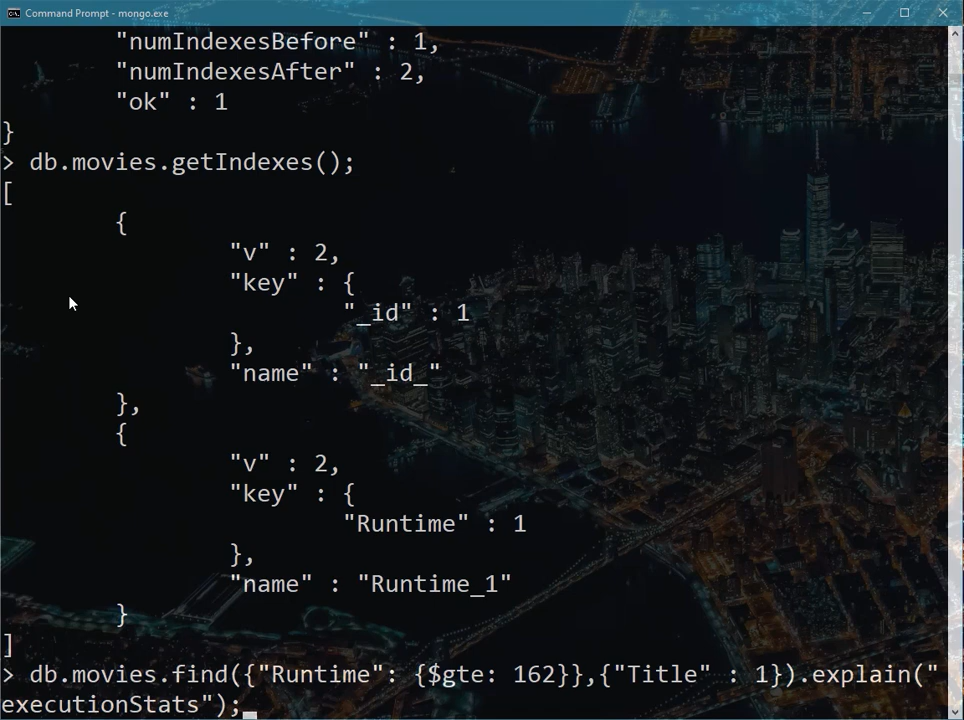 Command Prompt - mongo.exe
"numIndexesBefore" : 1,
"numIndexesAfter" : 2,
"ok" : 1
}
> db.movies.getIndexes();
[
{
"v" : 2,
"key" : {
"_id" : 1
},
"name" : "_id_"
},
{
"v" : 2,
"key" : {
"Runtime" : 1
},
"name" : "Runtime_1"
}
]
> db.movies.find({"Runtime": {$gte: 162}},{"Title" : 1}).explain("
executionStats");